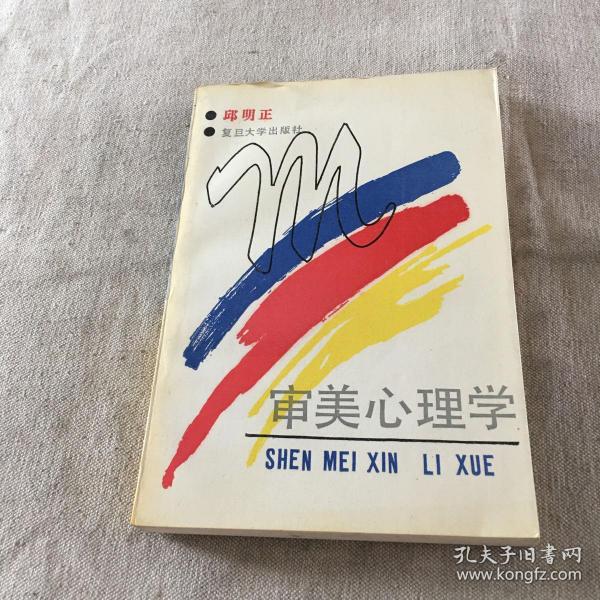 邱明正
复旦大学出版社
审美心理学
SHEN MEI XIN LI XUE
孔夫子旧书网
www.kongfz.com